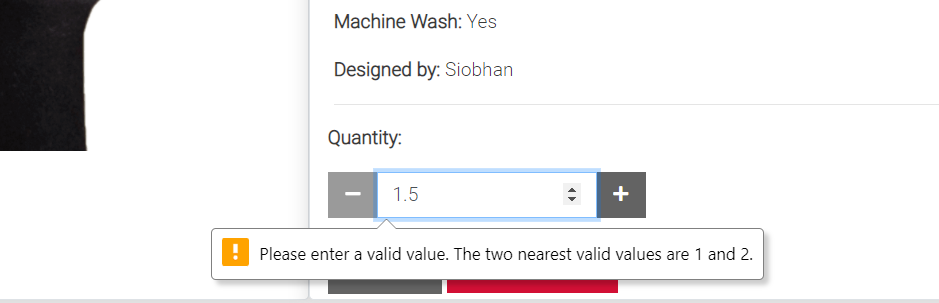 Machine Wash: Yes
Designed by: Siobhan
Quantity:
− 1.5 +
! Please enter a valid value. The two nearest valid values are 1 and 2.